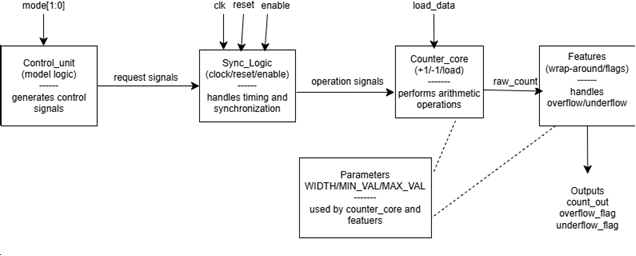 mode[1:0]
clk
reset
enable
load_data
Control_unit
(model logic)
------
generates control
signals
request signals
Sync_Logic
(clock/reset/enable)
------
handles timing and
synchronization
operation signals
Counter_core
(+1/-1/load)
-------
performs arithmetic
operations
raw_count
Features
(wrap-around/flags)
------
handles
overflow/underflow
Parameters
WIDTH/MIN_VAL/MAX_VAL
-------
used by counter_core and
featuers
Outputs
count_out
overflow_flag
underflow_flag